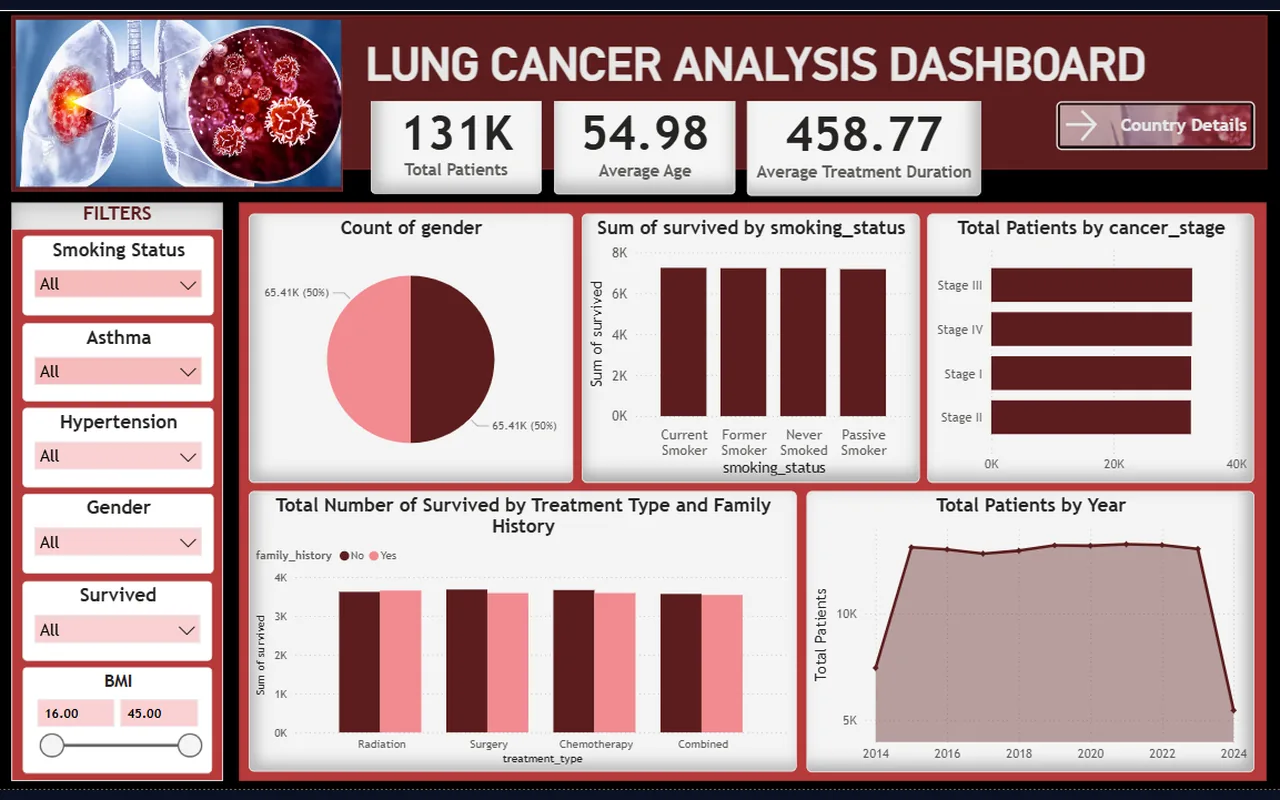 LUNG CANCER ANALYSIS DASHBOARD
131K
Total Patients
54.98
Average Age
458.77
Average Treatment Duration
Country Details
FILTERS
Smoking Status
All
Asthma
All
Hypertension
All
Gender
All
Survived
All
BMI
16.00
45.00
Count of gender
65.41K (50%)
65.41K (50%)
Sum of survived by smoking_status
Sum of survived
8K
6K
4K
2K
0K
Current
Smoker
Former
Smoker
Never
Smoked
Passive
Smoker
smoking_status
Total Patients by cancer_stage
Stage III
Stage IV
Stage I
Stage II
0K
20K
40K
Total Number of Survived by Treatment Type and Family
History
family_history No Yes
Sum of survived
4K
3K
2K
1K
0K
Radiation
Surgery
Chemotherapy
Combined
treatment_type
Total Patients by Year
Total Patients
10K
5K
2014
2016
2018
2020
2022
2024